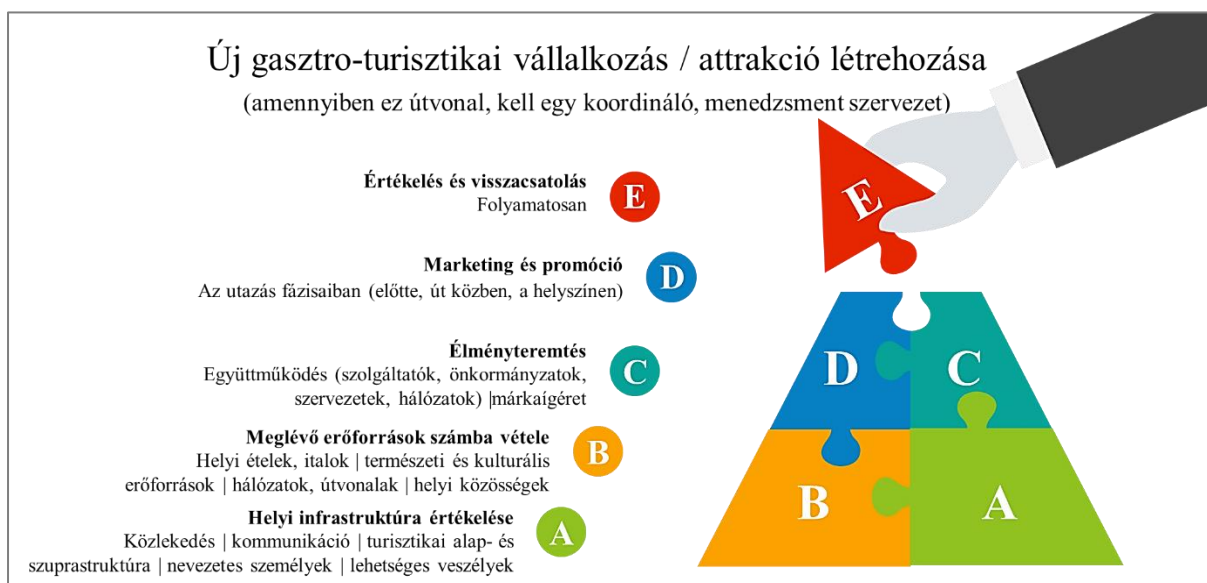 Új gasztro-turisztikai vállalkozás / attrakció létrehozása
(amennyiben ez útvonal, kell egy koordináló, menedzsment szervezet)
Értékelés és visszacsatolás
Folyamatosan
E
Marketing és promóció
Az utazás fázisaiban (előtte, út közben, a helyszínen)
D
Élményteremtés
Együttműködés (szolgáltatók, önkormányzatok,
szervezetek, hálózatok) |márkaígéret
C
Meglévő erőforrások számba vétele
Helyi ételek, italok | természeti és kulturális
erőforrások | hálózatok, útvonalak | helyi közösségek
B
Helyi infrastruktúra értékelése
Közlekedés | kommunikáció | turisztikai alap- és
szuprastruktúra | nevezetes személyek | lehetséges veszélyek
A
E
D C
B A